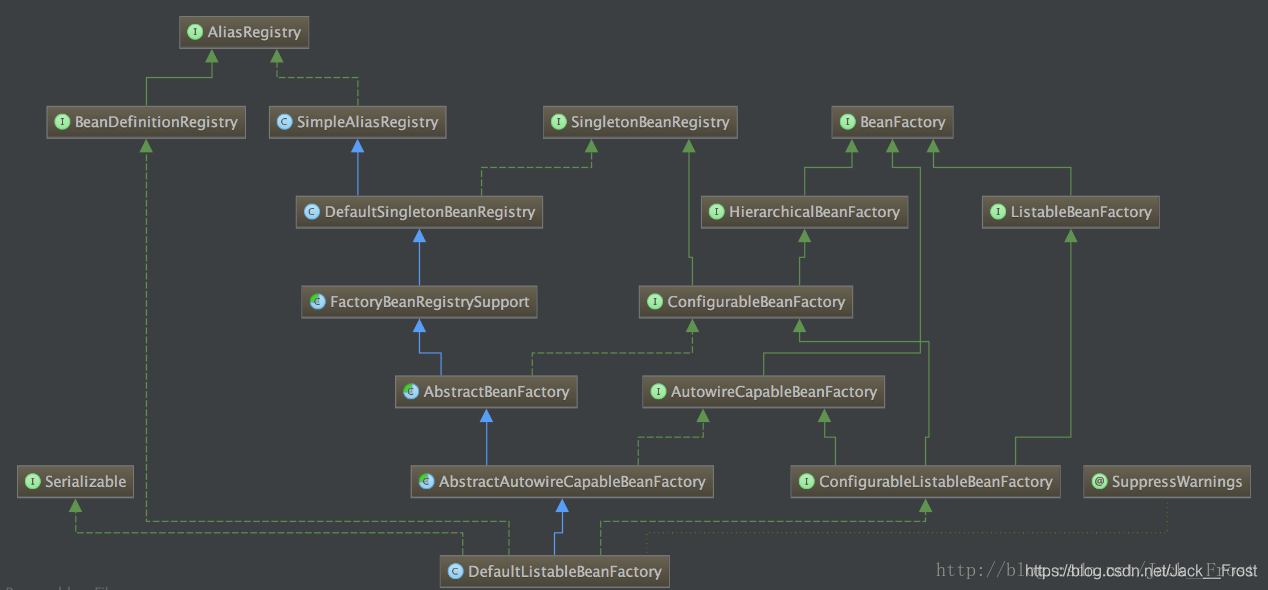 AliasRegistry
BeanDefinitionRegistry
SimpleAliasRegistry
SingletonBeanRegistry
BeanFactory
DefaultSingletonBeanRegistry
HierarchicalBeanFactory
ListableBeanFactory
FactoryBeanRegistrySupport
ConfigurableBeanFactory
AbstractBeanFactory
AutowireCapableBeanFactory
Serializable
AbstractAutowireCapableBeanFactory
ConfigurableListableBeanFactory
SuppressWarnings
DefaultListableBeanFactory
https://blog.csdn.net/Jack__Frost